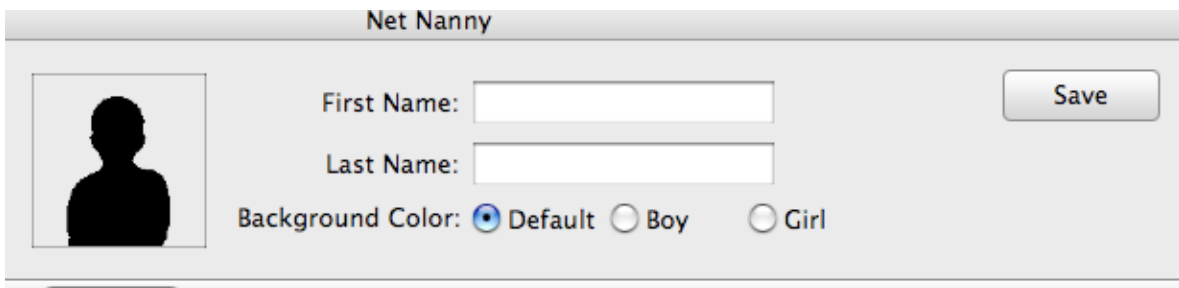 Net Nanny
First Name:
Save
Last Name:
Background Color: Default Boy Girl